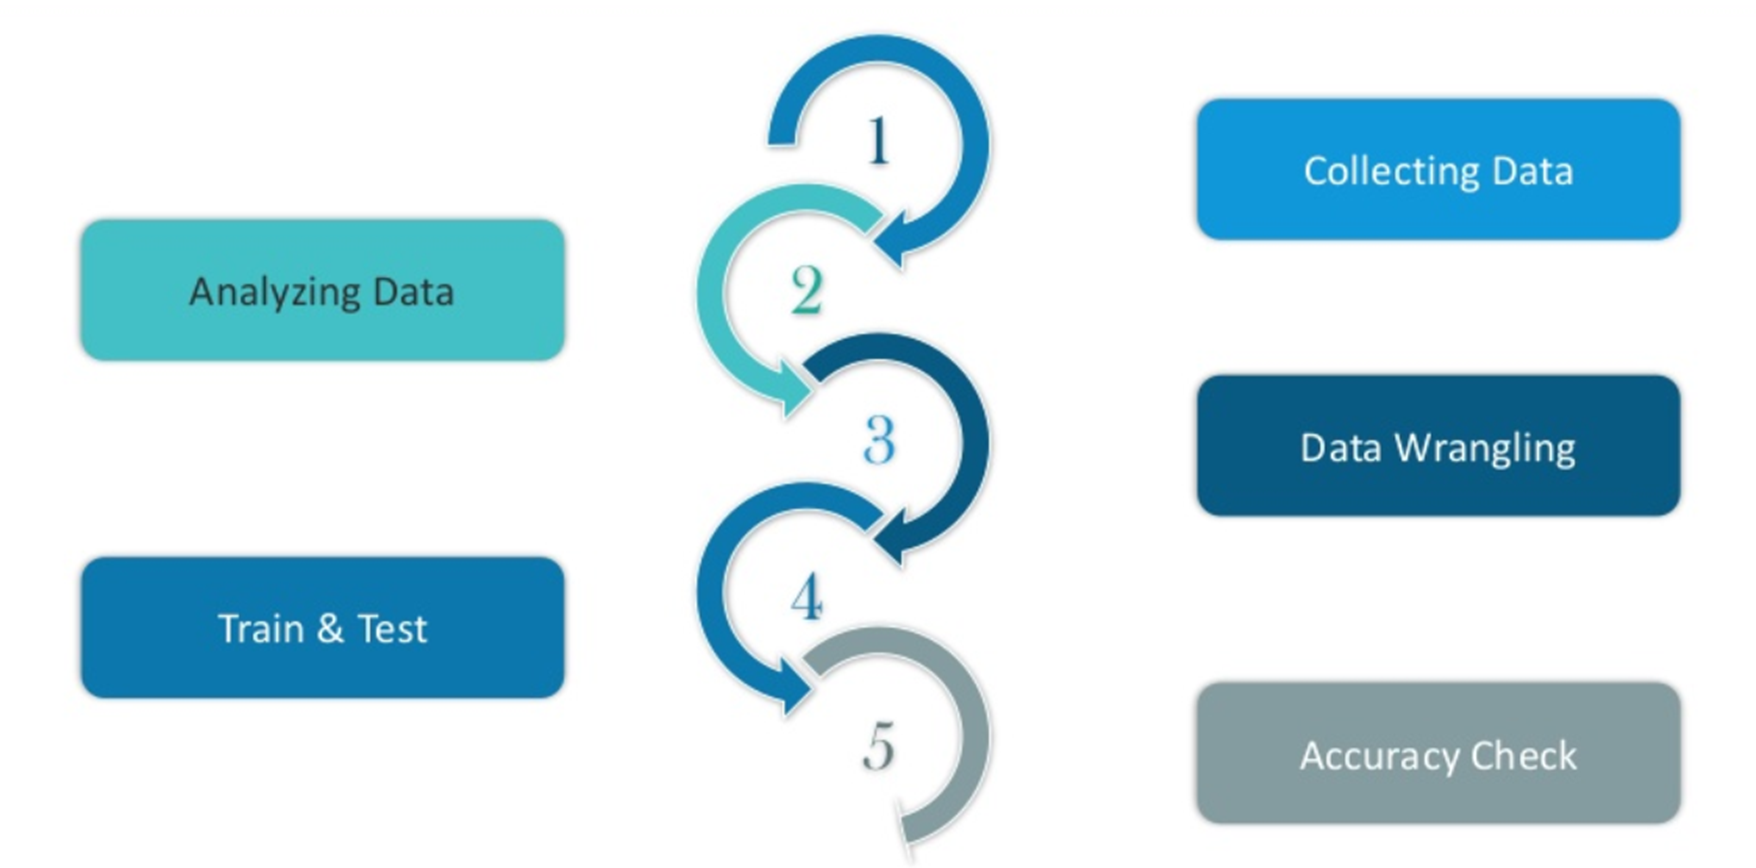 1
Collecting Data
2
Analyzing Data
3
Data Wrangling
4
Train & Test
5
Accuracy Check